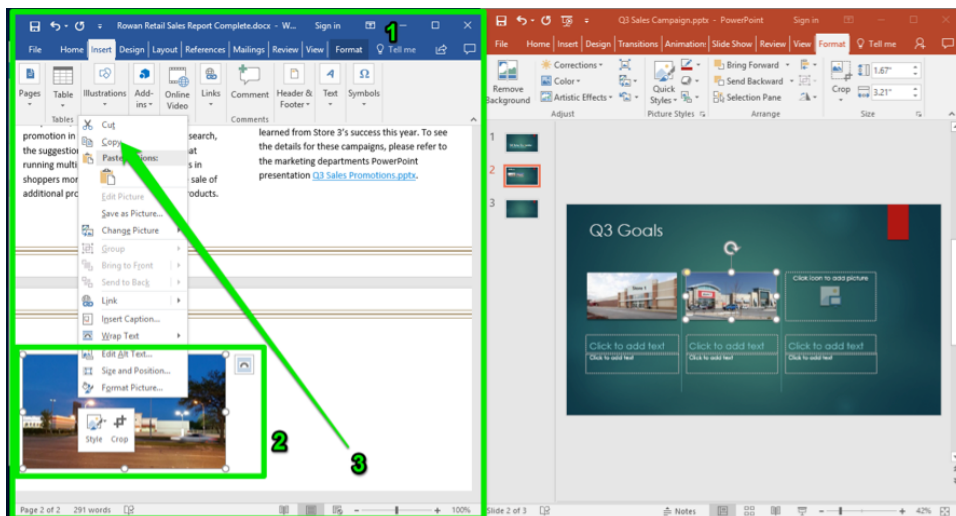 Rowan Retail Sales Report Complete.docx - W... Sign in
1
File Home Insert Design Layout References Mailings Review View Format Tell me
Pages Table Illustrations Add-ins Online Video Links Comment Header & Footer Text Symbols
Tables Comments
promotion in
search,
the suggestion
at
running multi
s in
shoppers mor
sale of
additional pro
roducts.
learned from Store 3's success this year. To see
the details for these campaigns, please refer to
the marketing departments PowerPoint
presentation Q3 Sales Promotions.pptx.
Cut
Copy
Paste Options:
Edit Picture
Save as Picture...
Change Picture
Group
Bring to Front
Send to Back
Link
Insert Caption...
Wrap Text
Edit Alt Text...
Size and Position...
Format Picture...
Style Crop
2
3
Page 2 of 2 291 words 100%
Q3 Sales Campaign.pptx - PowerPoint Sign in
File Home Insert Design Transitions Animation Slide Show Review View Format Tell me
Remove Background
Corrections
Color
Artistic Effects
Quick Styles
Bring Forward
Send Backward
Selection Pane
Crop
1.67"
3.21"
Adjust Picture Styles Arrange Size
1
2
3
Q3 Goals
Store 1
Click icon to add picture
Click to add text Click to add text Click to add text
Click to add text Click to add text Click to add text
Slide 2 of 3 Notes 42%